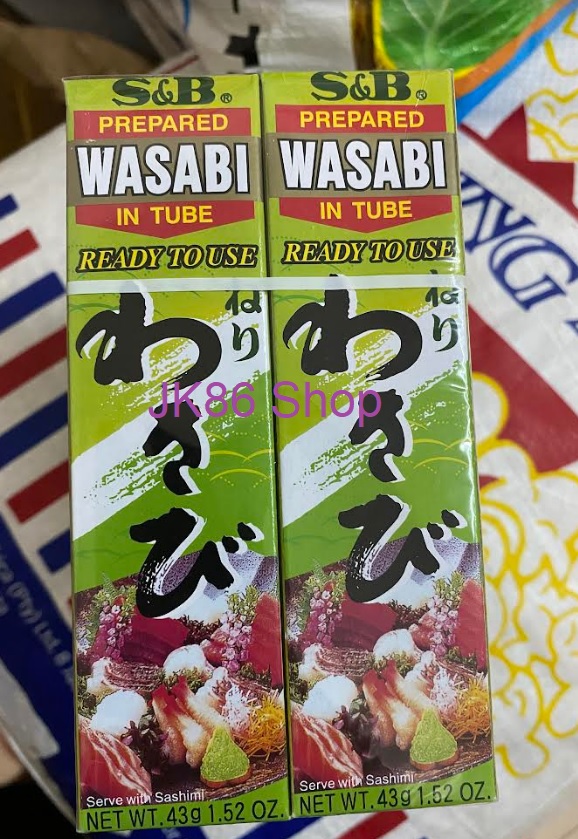 S&B®
PREPARED
WASABI
IN TUBE
READY TO USE
ねり
わさび
Serve with Sashimi
NET WT. 43g 1.52 OZ.
S&B®
PREPARED
WASABI
IN TUBE
READY TO USE
ねり
わさび
Serve with Sashimi
NET WT. 43g 1.52 OZ.
JK86 Shop